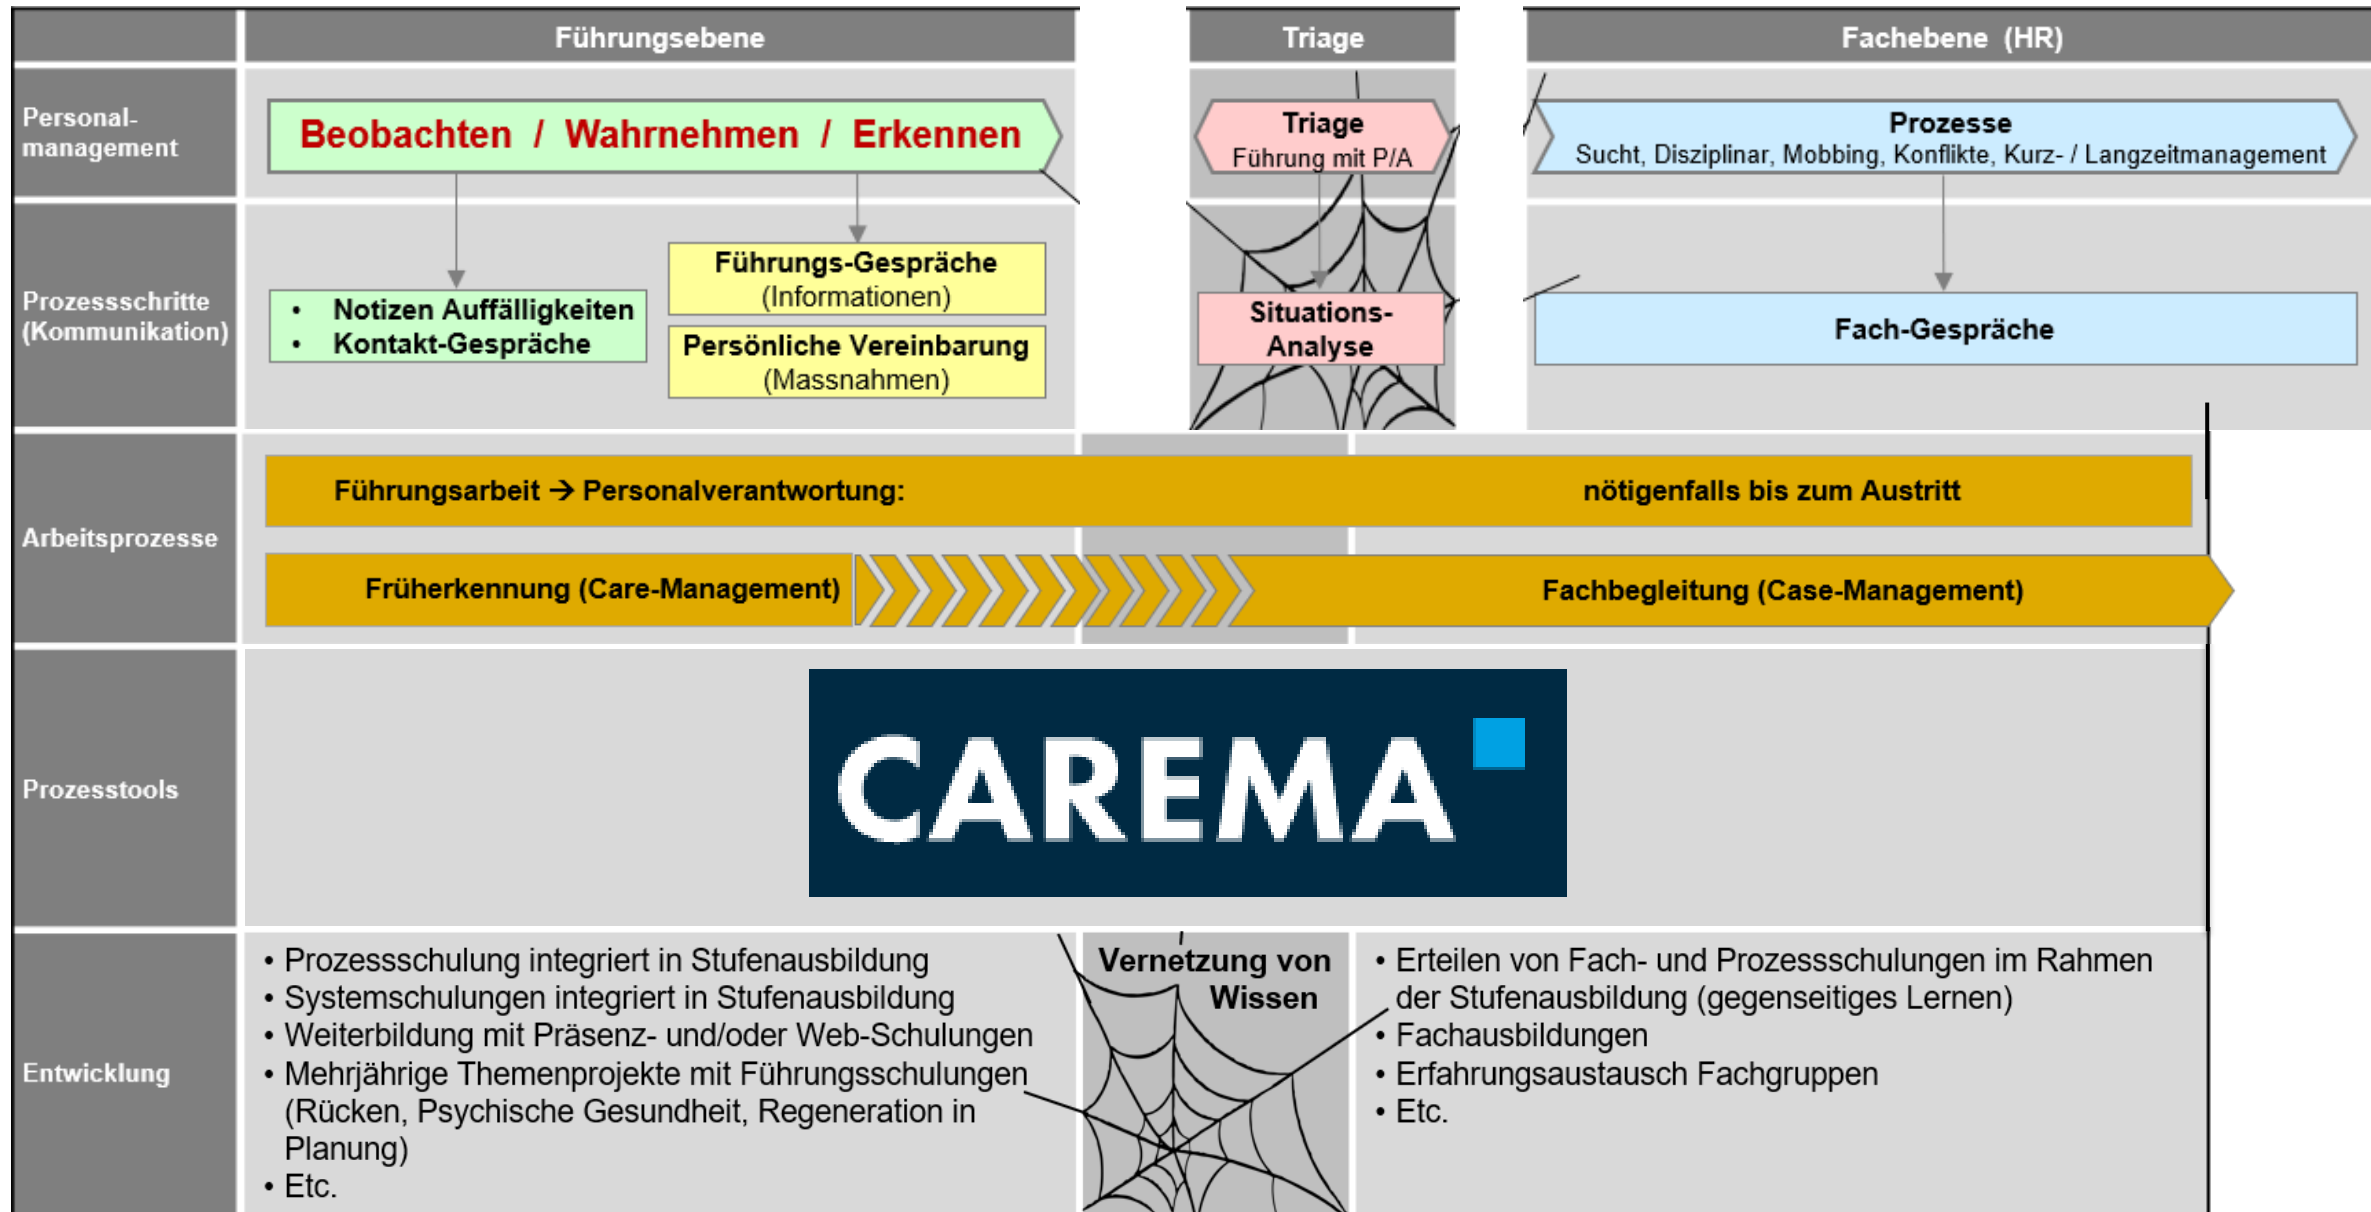 Führungsebene
Triage
Fachebene (HR)
Personal-
management
Beobachten / Wahrnehmen / Erkennen
Triage
Führung mit P/A
Prozesse
Sucht, Disziplinar, Mobbing, Konflikte, Kurz- / Langzeitmanagement
Prozessschritte
(Kommunikation)
• Notizen Auffälligkeiten
• Kontakt-Gespräche
Führungs-Gespräche
(Informationen)
Persönliche Vereinbarung
(Massnahmen)
Situations-
Analyse
Fach-Gespräche
Arbeitsprozesse
Führungsarbeit → Personalverantwortung:
nötigenfalls bis zum Austritt
Früherkennung (Care-Management)
Fachbegleitung (Case-Management)
Prozesstools
CAREMA
Entwicklung
• Prozessschulung integriert in Stufenausbildung
• Systemschulungen integriert in Stufenausbildung
• Weiterbildung mit Präsenz- und/oder Web-Schulungen
• Mehrjährige Themenprojekte mit Führungsschulungen
(Rücken, Psychische Gesundheit, Regeneration in
Planung)
• Etc.
Vernetzung von
Wissen
• Erteilen von Fach- und Prozessschulungen im Rahmen
der Stufenausbildung (gegenseitiges Lernen)
• Fachausbildungen
• Erfahrungsaustausch Fachgruppen
• Etc.